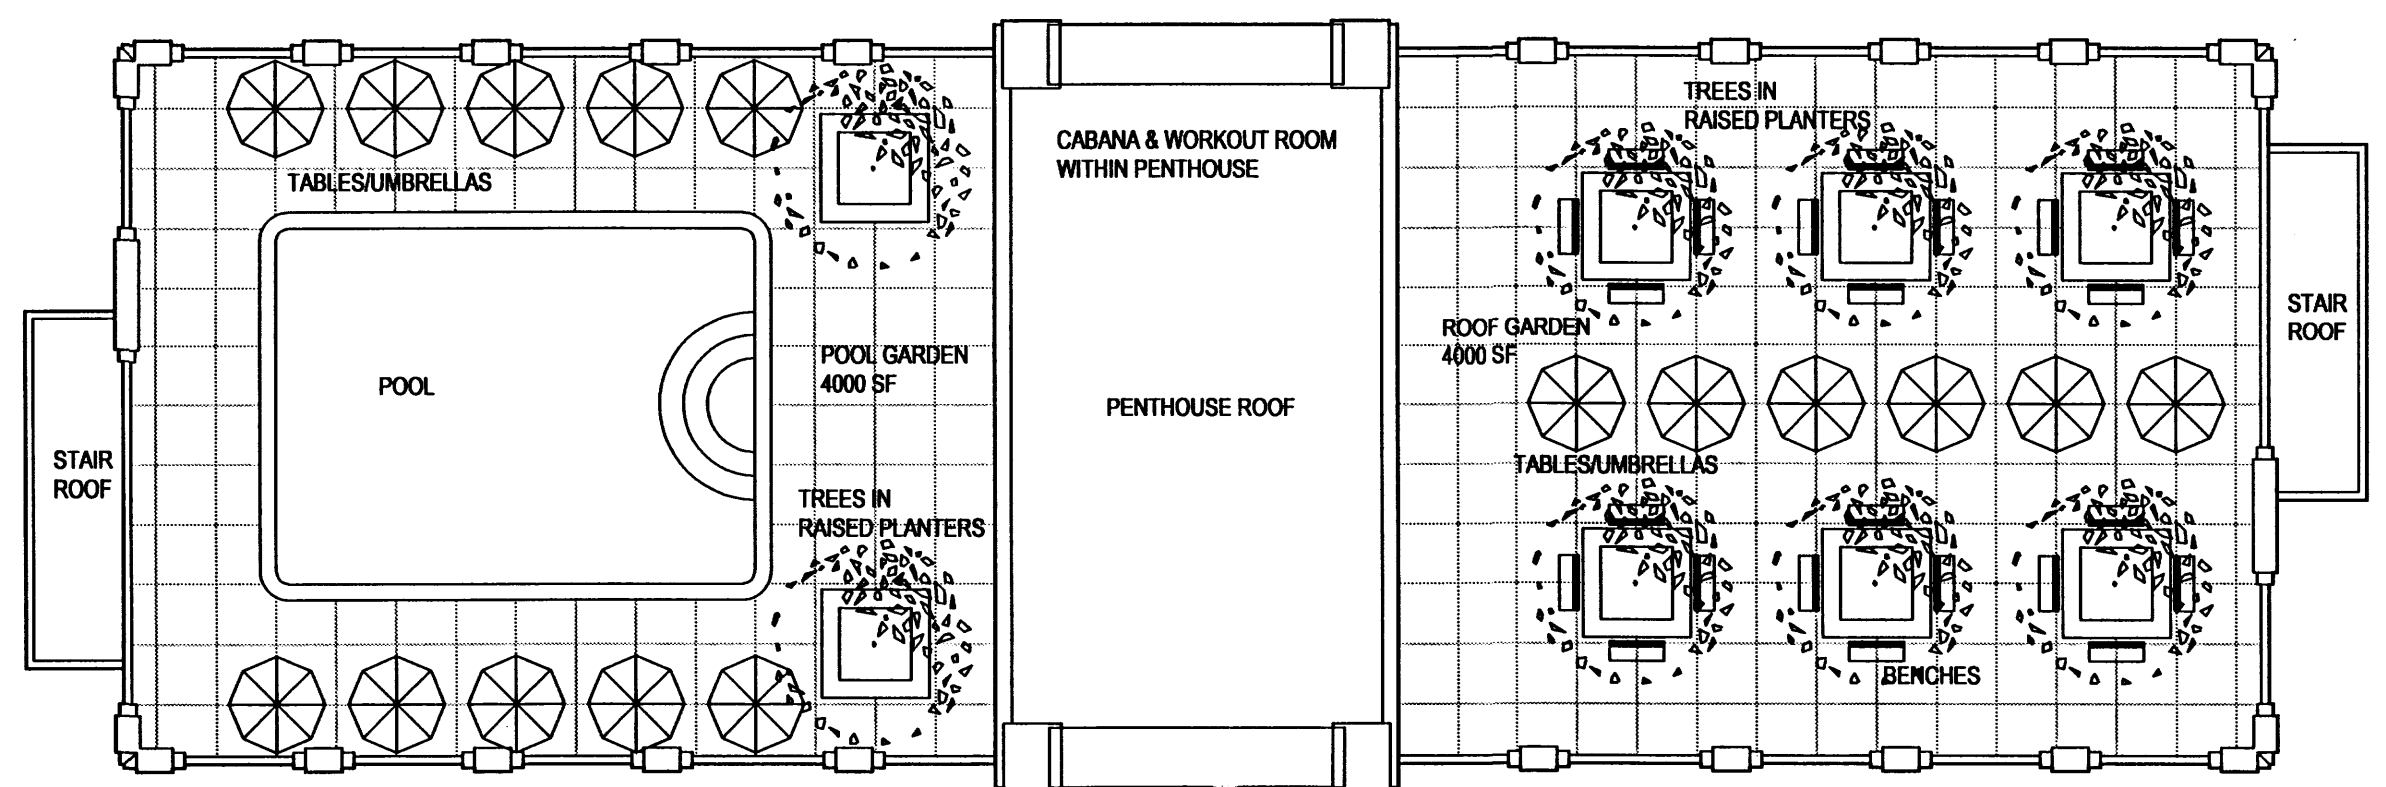 TABLES/UMBRELLAS
POOL
STAIR
ROOF
POOL GARDEN
4000 SF
TREES IN
RAISED PLANTERS
CABANA & WORKOUT ROOM
WITHIN PENTHOUSE
PENTHOUSE ROOF
TREES IN
RAISED PLANTERS
ROOF GARDEN
4000 SF
TABLES/UMBRELLAS
BENCHES
STAIR
ROOF